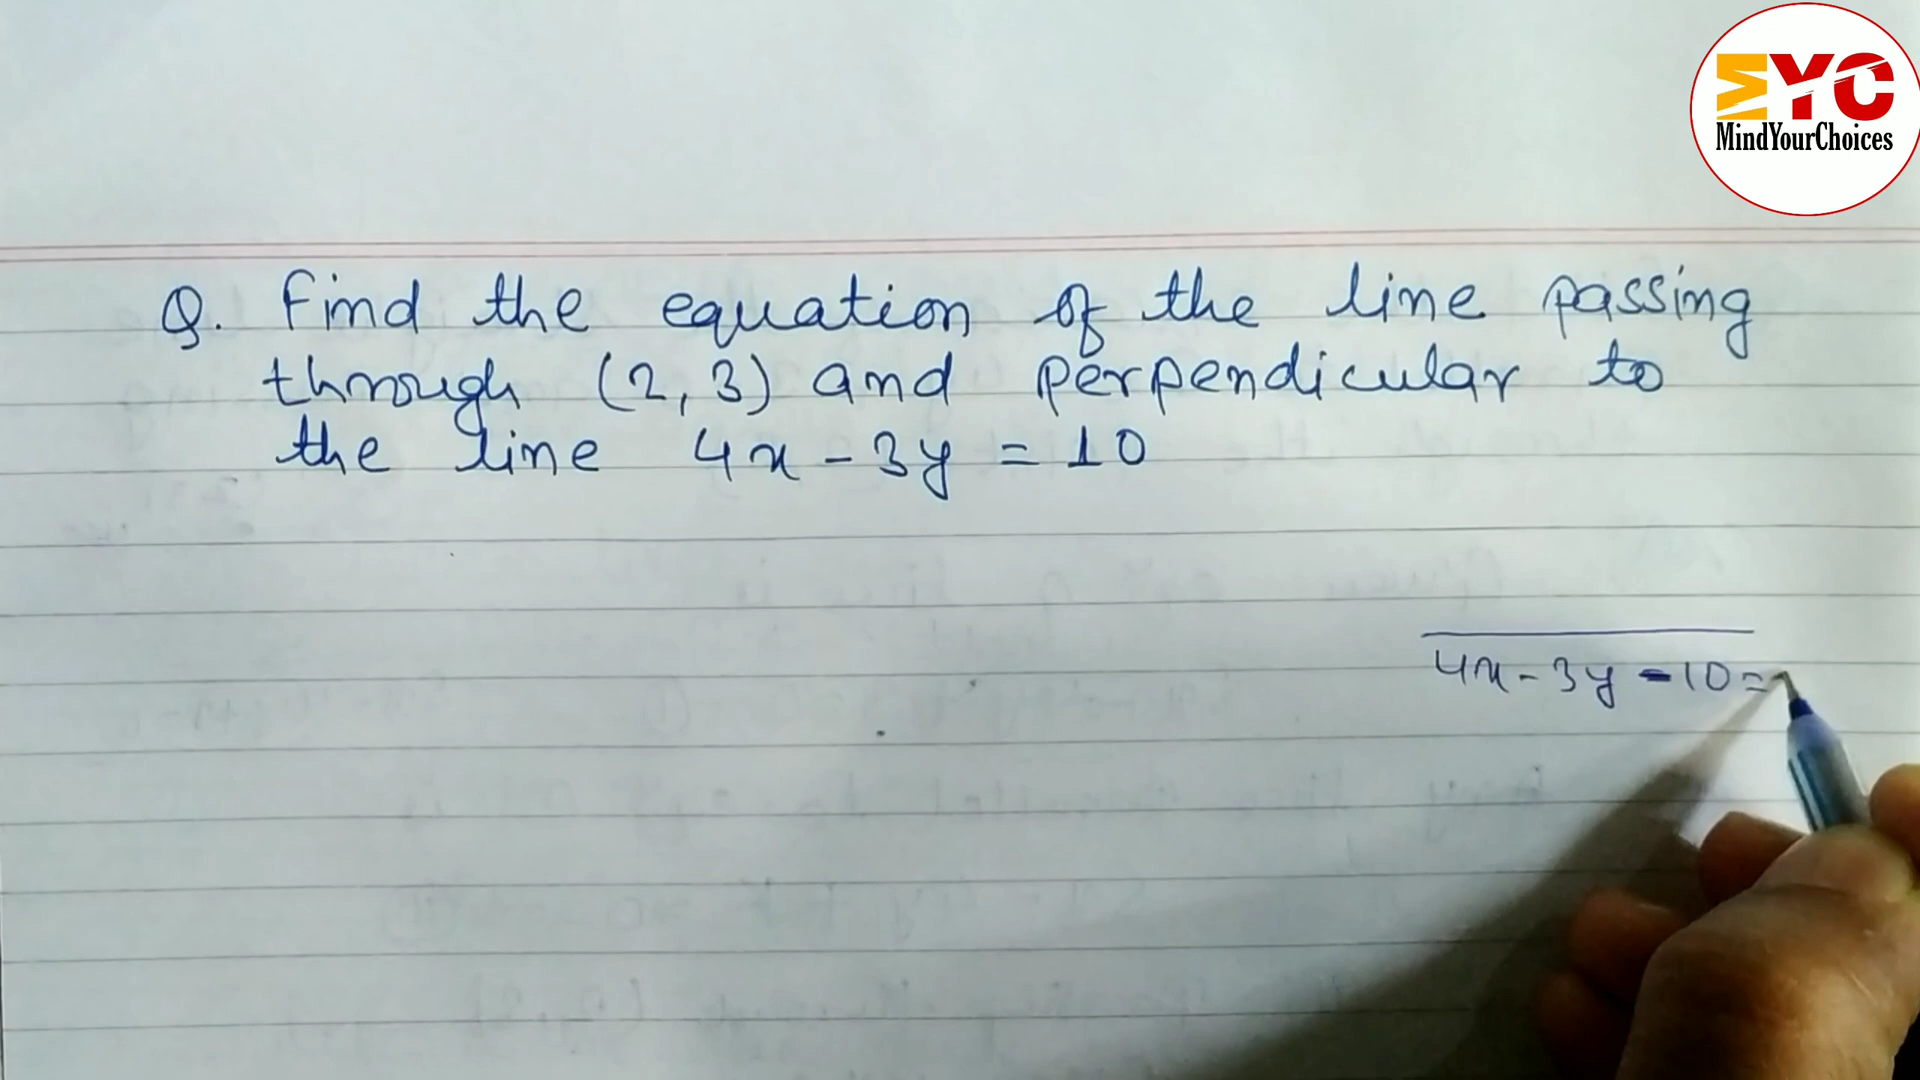 MYC
MindYourChoices
Q. Find the equation of the line passing
through (2, 3) and perpendicular to
the line 4x - 3y = 10
4x - 3y - 10 =